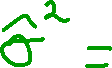 σ̂² =